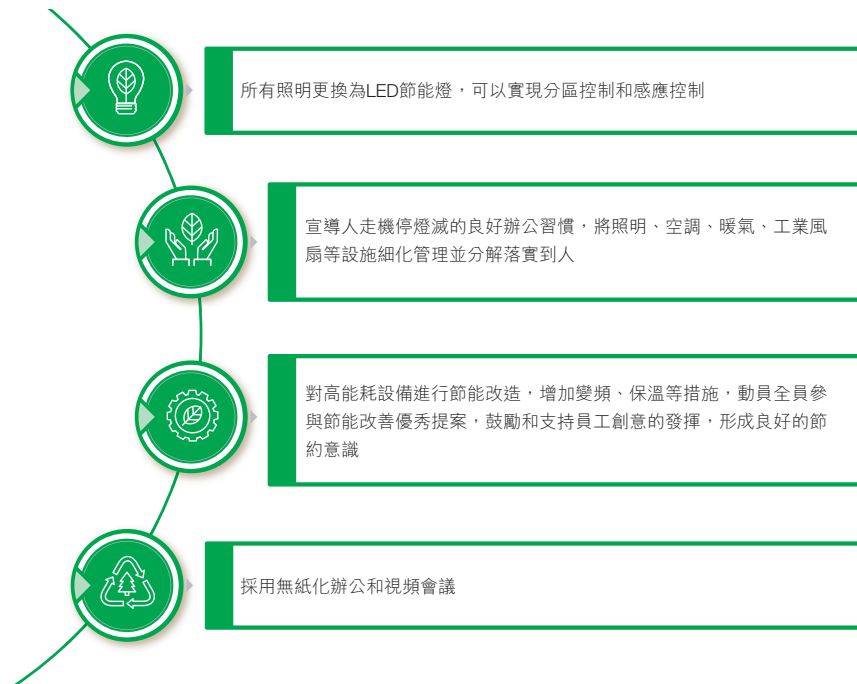 所有照明更換為LED節能燈，可以實現分區控制和感應控制
宣導人走機停燈滅的良好辦公習慣，將照明、空調、暖氣、工業風
扇等設施細化管理並分解落實到人
對高能耗設備進行節能改造，增加變頻、保溫等措施，動員全員參
與節能改善優秀提案，鼓勵和支持員工創意的發揮，形成良好的節
約意識
採用無紙化辦公和視頻會議